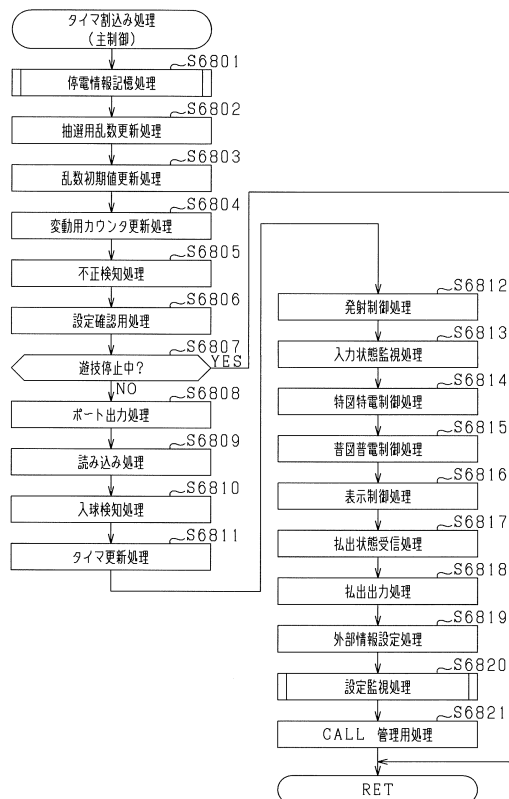 タイマ割込み処理
(主制御)
S6801
停電情報記憶処理
S6802
抽選用乱数更新処理
S6803
乱数初期値更新処理
S6804
変動用カウンタ更新処理
S6805
不正検知処理
S6806
設定確認用処理
S6807
遊技停止中?
YES
NO
S6808
ポート出力処理
S6809
読み込み処理
S6810
入球検知処理
S6811
タイマ更新処理
S6812
発射制御処理
S6813
入力状態監視処理
S6814
特図特電制御処理
S6815
普図普電制御処理
S6816
表示制御処理
S6817
払出状態受信処理
S6818
払出出力処理
S6819
外部情報設定処理
S6820
設定監視処理
S6821
CALL 管理用処理
RET